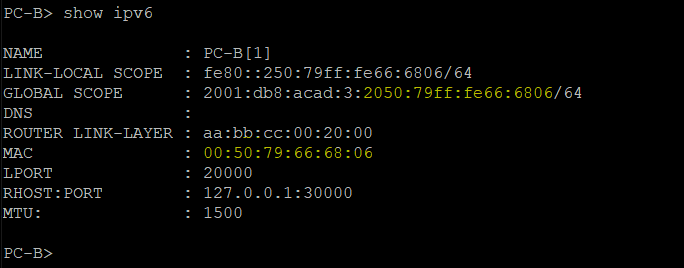 PC-B> show ipv6
NAME : PC-B[1]
LINK-LOCAL SCOPE : fe80::250:79ff:fe66:6806/64
GLOBAL SCOPE : 2001:db8:acad:3:2050:79ff:fe66:6806/64
DNS :
ROUTER LINK-LAYER : aa:bb:cc:00:20:00
MAC : 00:50:79:66:68:06
LPORT : 20000
RHOST:PORT : 127.0.0.1:30000
MTU: : 1500
PC-B>